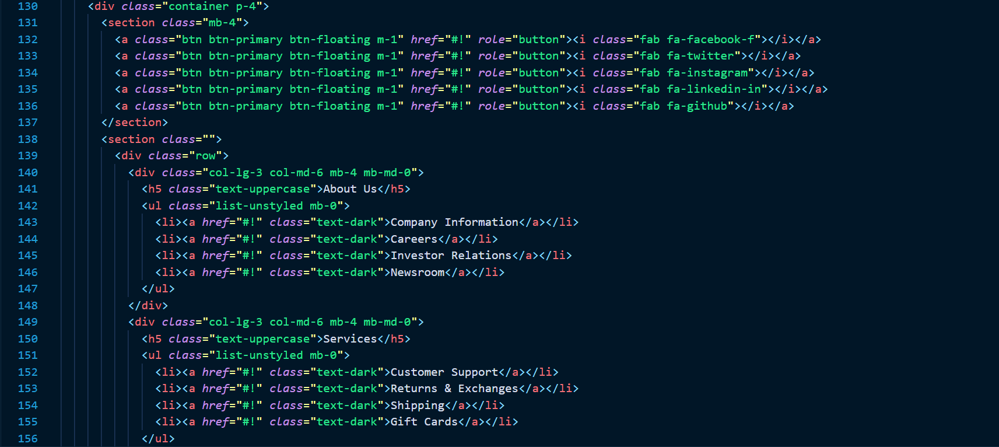 130 <div class="container p-4">
131 <section class="mb-4">
132 <a class="btn btn-primary btn-floating m-1" href="#!" role="button"><i class="fab fa-facebook-f"></i></a>
133 <a class="btn btn-primary btn-floating m-1" href="#!" role="button"><i class="fab fa-twitter"></i></a>
134 <a class="btn btn-primary btn-floating m-1" href="#!" role="button"><i class="fab fa-instagram"></i></a>
135 <a class="btn btn-primary btn-floating m-1" href="#!" role="button"><i class="fab fa-linkedin-in"></i></a>
136 <a class="btn btn-primary btn-floating m-1" href="#!" role="button"><i class="fab fa-github"></i></a>
137 </section>
138 <section class="">
139 <div class="row">
140 <div class="col-lg-3 col-md-6 mb-4 mb-md-0">
141 <h5 class="text-uppercase">About Us</h5>
142 <ul class="list-unstyled mb-0">
143 <li><a href="#!" class="text-dark">Company Information</a></li>
144 <li><a href="#!" class="text-dark">Careers</a></li>
145 <li><a href="#!" class="text-dark">Investor Relations</a></li>
146 <li><a href="#!" class="text-dark">Newsroom</a></li>
147 </ul>
148 </div>
149 <div class="col-lg-3 col-md-6 mb-4 mb-md-0">
150 <h5 class="text-uppercase">Services</h5>
151 <ul class="list-unstyled mb-0">
152 <li><a href="#!" class="text-dark">Customer Support</a></li>
153 <li><a href="#!" class="text-dark">Returns & Exchanges</a></li>
154 <li><a href="#!" class="text-dark">Shipping</a></li>
155 <li><a href="#!" class="text-dark">Gift Cards</a></li>
156 </ul>